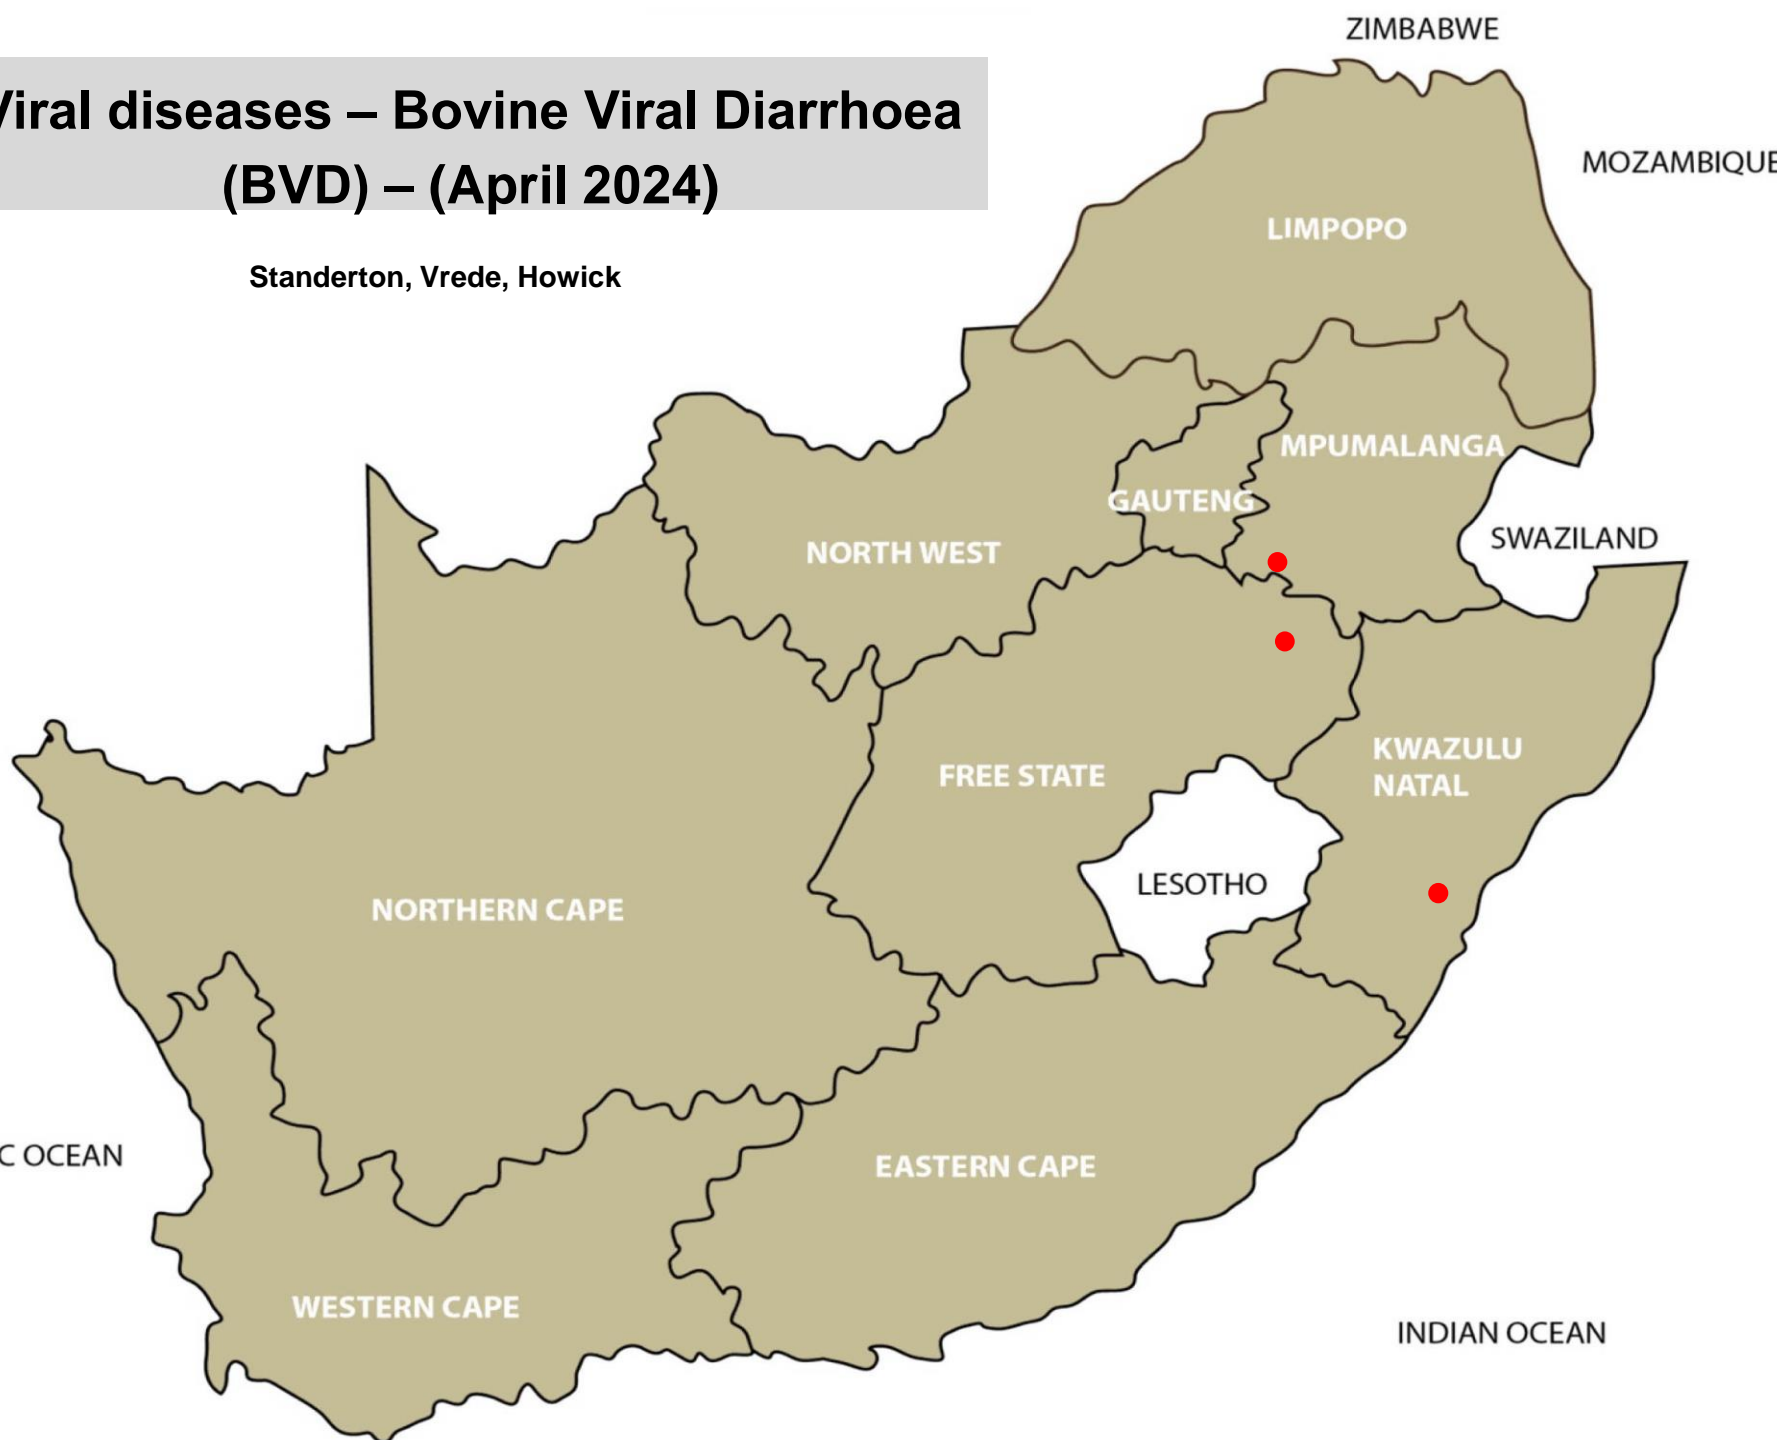 Viral diseases – Bovine Viral Diarrhoea
(BVD) – (April 2024)
Standerton, Vrede, Howick
ZIMBABWE
MOZAMBIQUE
LIMPOPO
MPUMALANGA
GAUTENG
NORTH WEST
SWAZILAND
KWAZULU
NATAL
FREE STATE
LESOTHO
NORTHERN CAPE
C OCEAN
EASTERN CAPE
WESTERN CAPE
INDIAN OCEAN